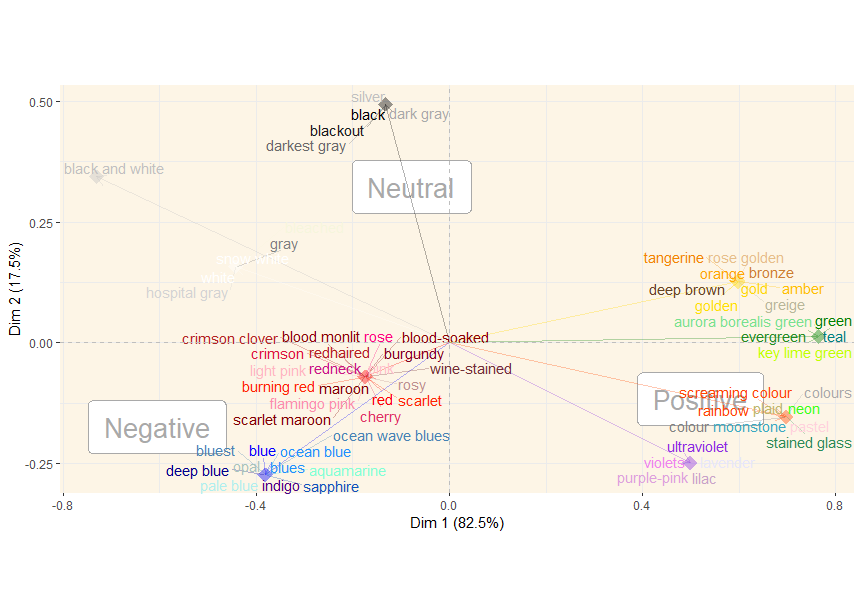 0.50
silver
black dark gray
blackout
darkest gray
black and white
Neutral
0.25
gray
snow white
white
hospital gray
tangerine rose golden
orange bronze
deep brown gold amber
golden greige
aurora borealis green green
0.00
crimson clover blood monlit rose blood-soaked
evergreen teal
crimson redhaired burgundy
key lime green
light pink redneck pink wine-stained
burning red maroon rosy
flamingo pink red scarlet
screaming colour colours
Positive
rainbow plaid neon
scarlet maroon cherry
colour moonstone pastel
Negative
ocean wave blues
stained glass
bluest blue ocean blue
ultraviolet
-0.25
deep blue opal blues aquamarine
violets lavender
pale blue indigo sapphire
purple-pink lilac
-0.8 -0.4 0.0 0.4 0.8
Dim 1 (82.5%)
Dim 2 (17.5%)